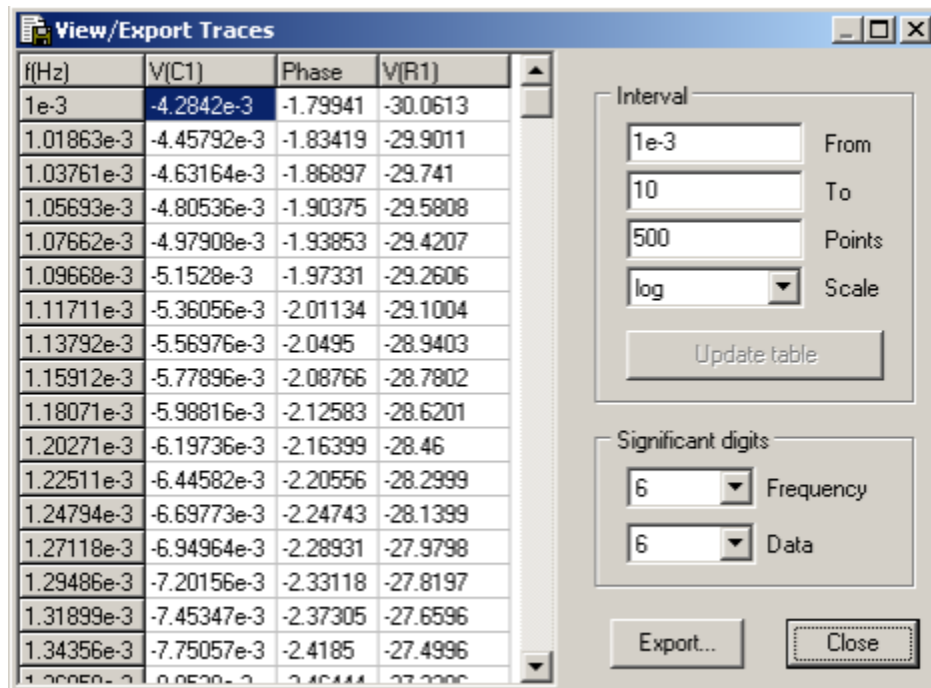 View/Export Traces
f(Hz) V(C1) Phase V(R1)
1e-3 -4.2842e-3 -1.79941 -30.0613
1.01863e-3 -4.45792e-3 -1.83419 -29.9011
1.03761e-3 -4.63164e-3 -1.86897 -29.741
1.05693e-3 -4.80536e-3 -1.90375 -29.5808
1.07662e-3 -4.97908e-3 -1.93853 -29.4207
1.09668e-3 -5.1528e-3 -1.97331 -29.2606
1.11711e-3 -5.36056e-3 -2.01134 -29.1004
1.13792e-3 -5.56976e-3 -2.0495 -28.9403
1.15912e-3 -5.77896e-3 -2.08766 -28.7802
1.18071e-3 -5.98816e-3 -2.12583 -28.6201
1.20271e-3 -6.19736e-3 -2.16399 -28.46
1.22511e-3 -6.44582e-3 -2.20556 -28.2999
1.24794e-3 -6.69773e-3 -2.24743 -28.1399
1.27118e-3 -6.94964e-3 -2.28931 -27.9798
1.29486e-3 -7.20156e-3 -2.33118 -27.8197
1.31899e-3 -7.45347e-3 -2.37305 -27.6596
1.34356e-3 -7.75057e-3 -2.4185 -27.4996
Interval
1e-3 From
10 To
500 Points
log Scale
Update table
Significant digits
6 Frequency
6 Data
Export...
Close